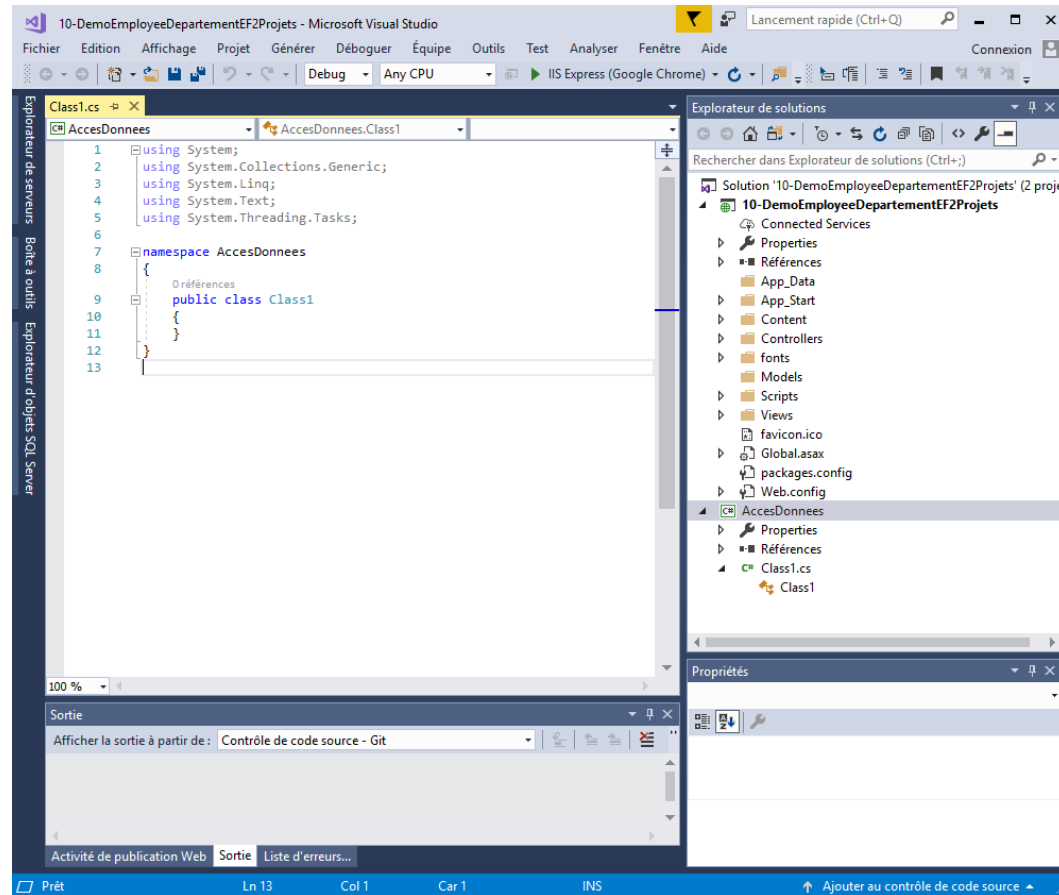 10-DemoEmployeeDepartementEF2Projets - Microsoft Visual Studio
Lancement rapide (Ctrl+Q)
Fichier Edition Affichage Projet Générer Déboguer Équipe Outils Test Analyser Fenêtre Aide
Connexion
Debug Any CPU IIS Express (Google Chrome)
Explorateur de serveurs
Boîte à outils
Explorateur d'objets SQL Server
Class1.cs
C# AccesDonnees AccesDonnees.Class1
1 using System;
2 using System.Collections.Generic;
3 using System.Linq;
4 using System.Text;
5 using System.Threading.Tasks;
6
7 namespace AccesDonnees
8 {
0 références
9 public class Class1
10 {
11 }
12 }
13
100 %
Explorateur de solutions
Rechercher dans Explorateur de solutions (Ctrl+;)
Solution '10-DemoEmployeeDepartementEF2Projets' (2 proje
10-DemoEmployeeDepartementEF2Projets
Connected Services
Properties
Références
App_Data
App_Start
Content
Controllers
fonts
Models
Scripts
Views
favicon.ico
Global.asax
packages.config
Web.config
C# AccesDonnees
Properties
Références
C# Class1.cs
Class1
Propriétés
Sortie
Afficher la sortie à partir de : Contrôle de code source - Git
Activité de publication Web Sortie Liste d'erreurs...
Prêt Ln 13 Col 1 Car 1 INS Ajouter au contrôle de code source